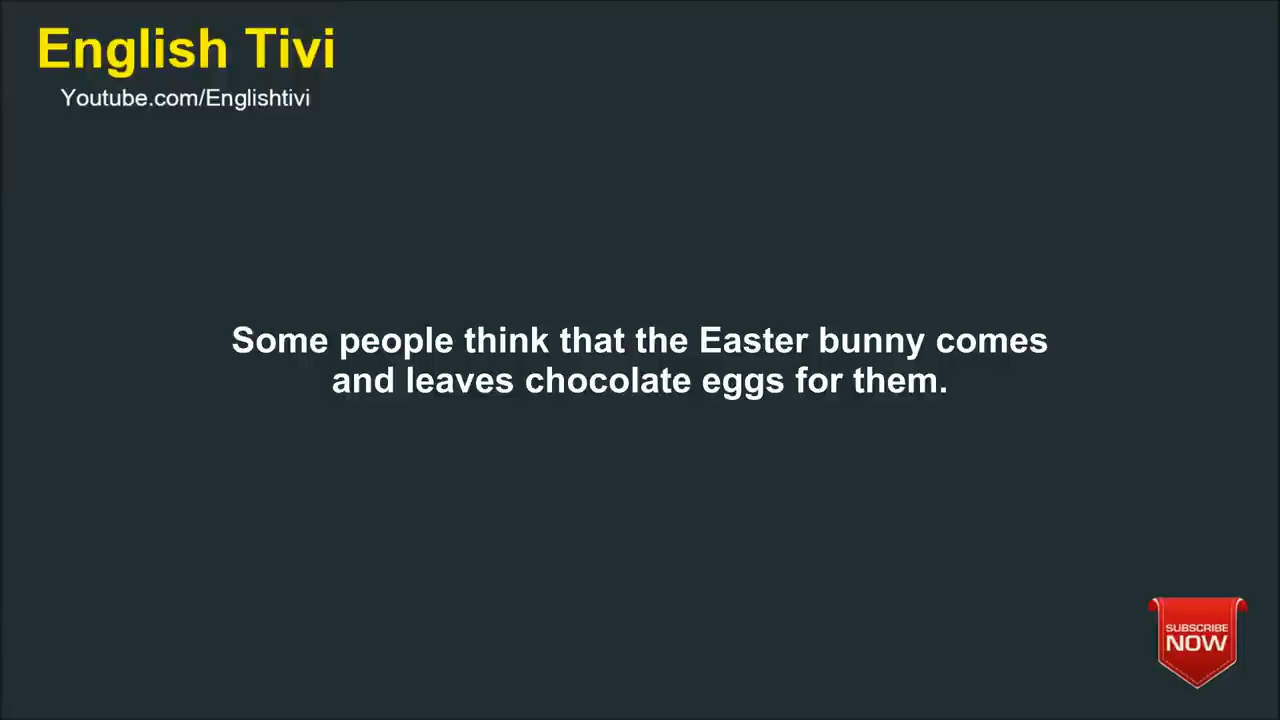 English Tivi
Youtube.com/Englishtivi
Some people think that the Easter bunny comes
and leaves chocolate eggs for them.
SUBSCRIBE
NOW